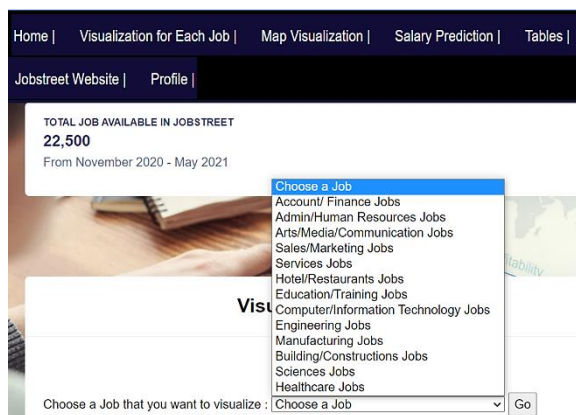 Home | Visualization for Each Job | Map Visualization | Salary Prediction | Tables |
Jobstreet Website | Profile |
TOTAL JOB AVAILABLE IN JOBSTREET
22,500
From November 2020 - May 2021
Choose a Job
Account/ Finance Jobs
Admin/Human Resources Jobs
Arts/Media/Communication Jobs
Sales/Marketing Jobs
Services Jobs
Hotel/Restaurants Jobs
Education/Training Jobs
Computer/Information Technology Jobs
Engineering Jobs
Manufacturing Jobs
Building/Constructions Jobs
Sciences Jobs
Healthcare Jobs
Choose a Job that you want to visualize : Choose a Job Go